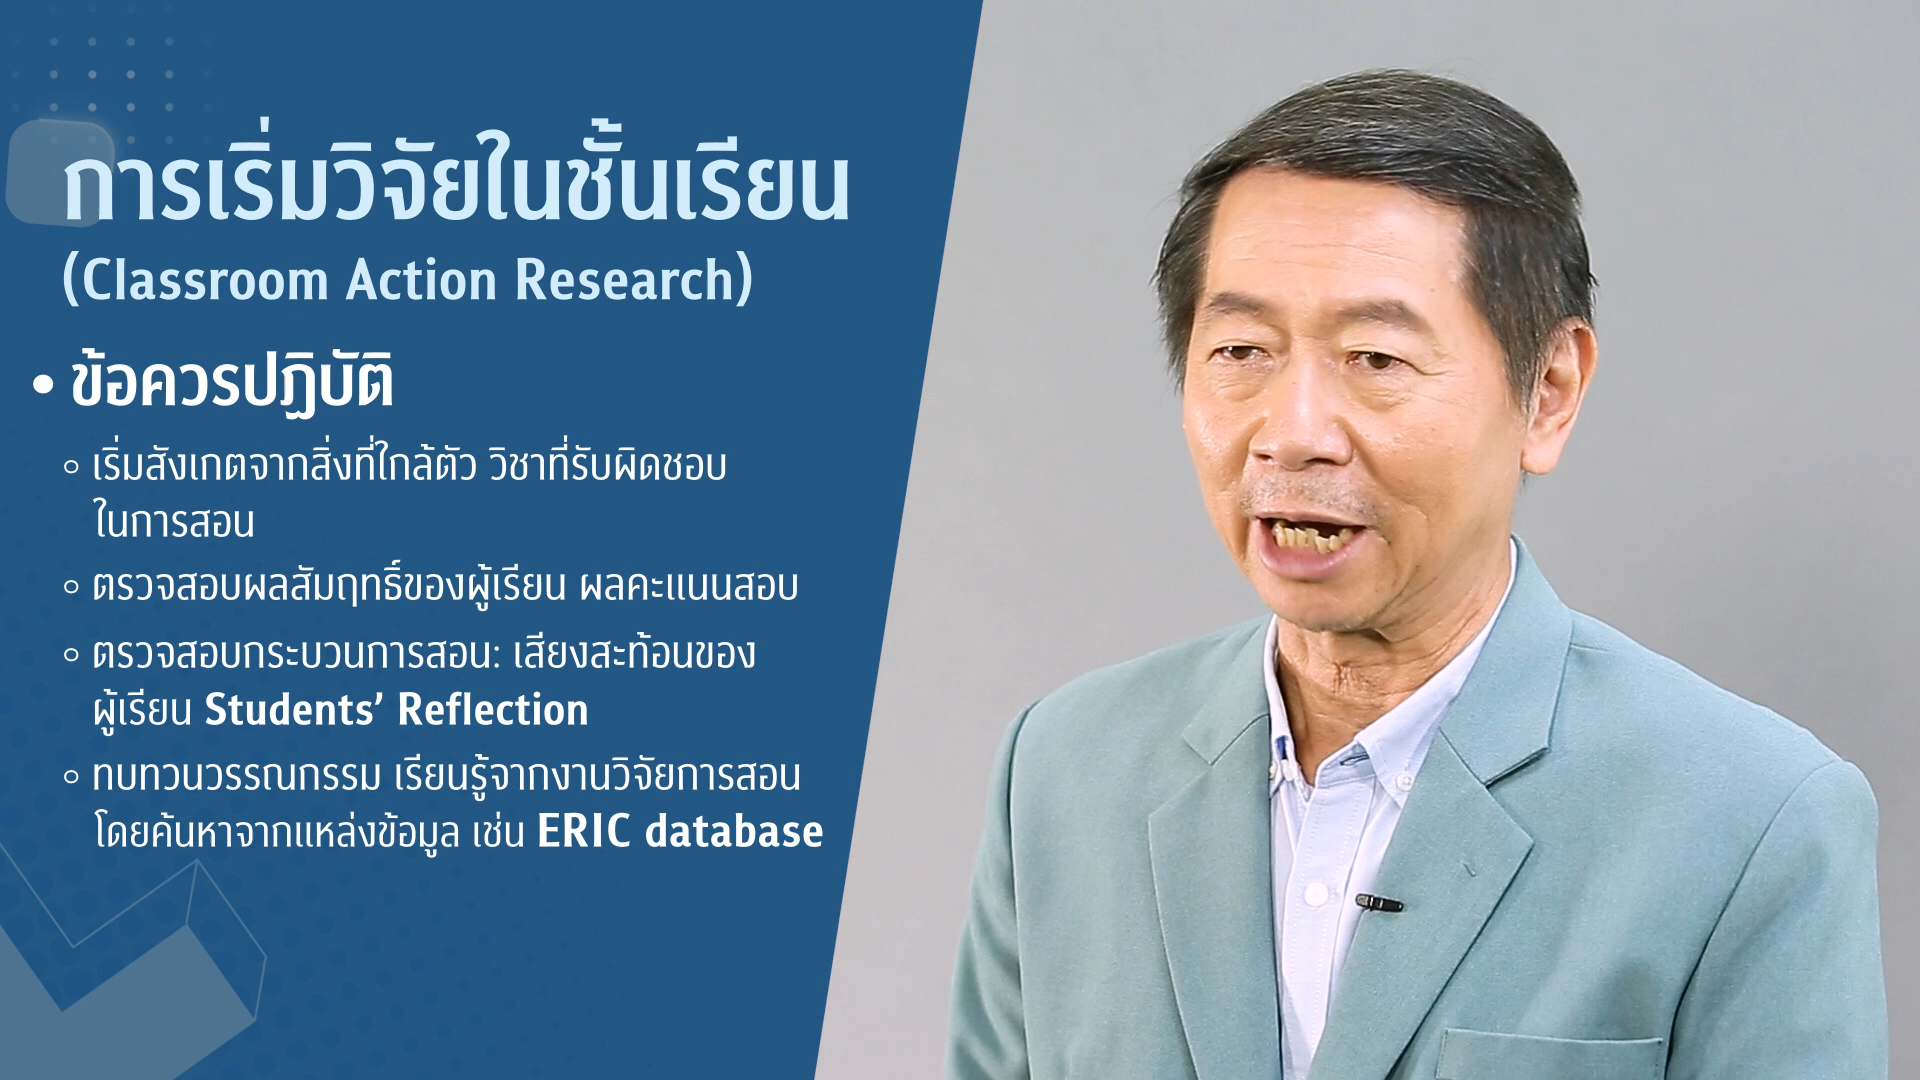 การเริ่มวิจัยในชั้นเรียน
(Classroom Action Research)
• ข้อควรปฏิบัติ
◦ เริ่มสังเกตจากสิ่งที่ใกล้ตัว วิชาที่รับผิดชอบ
ในการสอน
◦ ตรวจสอบผลสัมฤทธิ์ของผู้เรียน ผลคะแนนสอบ
◦ ตรวจสอบกระบวนการสอน: เสียงสะท้อนของ
ผู้เรียน Students’ Reflection
◦ ทบทวนวรรณกรรม เรียนรู้จากงานวิจัยการสอน
โดยค้นหาจากแหล่งข้อมูล เช่น ERIC database